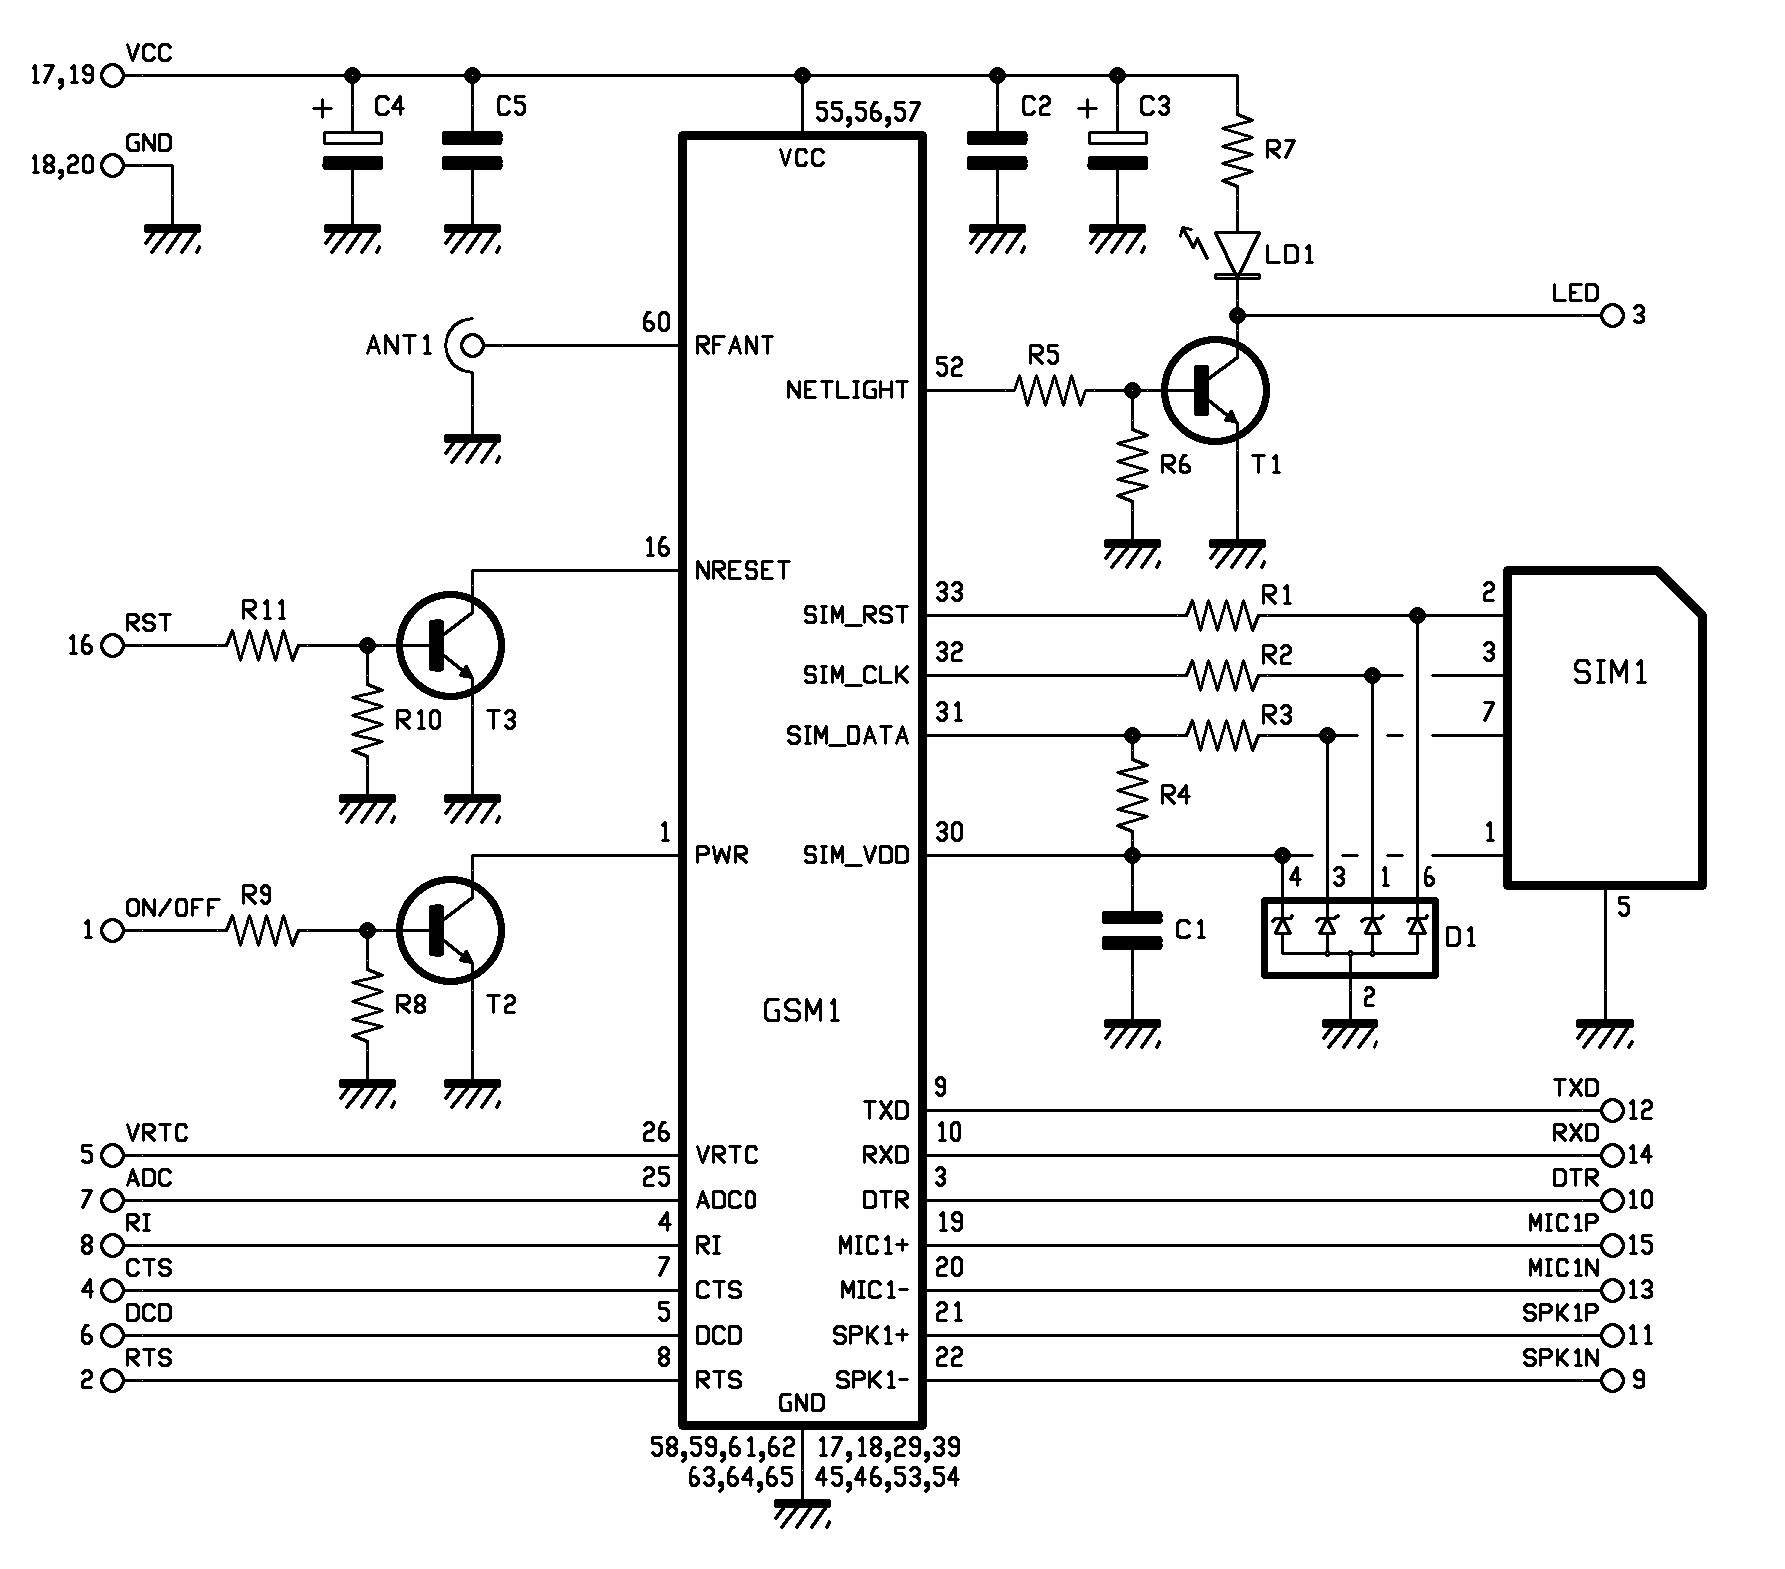 VCC
17,19
+ C4 C5 C2 + C3
55,56,57
GND
18,20
VCC
R7
LD1
LED
3
60
ANT1 RFANT
R5
52
NETLIGHT
R6 T1
16
NRESET
33 R1 2
RST R11
16
SIM_RST
32 R2 3
SIM_CLK SIM1
31 R3 7
R10 T3
SIM_DATA
R4
1 30 1
PWR SIM_VDD
4 3 1 6
ON/OFF R9
1
5
C1 D1
R8 T2
2
GSM1
9 TXD
TXD 12
VRTC 26 10 RXD
5 VRTC RXD 14
ADC 25 3 DTR
7 ADC0 DTR 10
RI 4 19 MIC1P
8 RI MIC1+ 15
CTS 7 20 MIC1N
4 CTS MIC1- 13
DCD 5 21 SPK1P
6 DCD SPK1+ 11
RTS 8 22 SPK1N
2 RTS SPK1- 9
GND
58,59,61,62 17,18,29,39
63,64,65 45,46,53,54